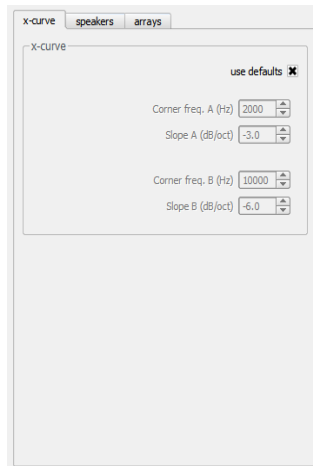 x-curve speakers arrays
x-curve
use defaults
Corner freq. A (Hz) 2000
Slope A (dB/oct) -3.0
Corner freq. B (Hz) 10000
Slope B (dB/oct) -6.0